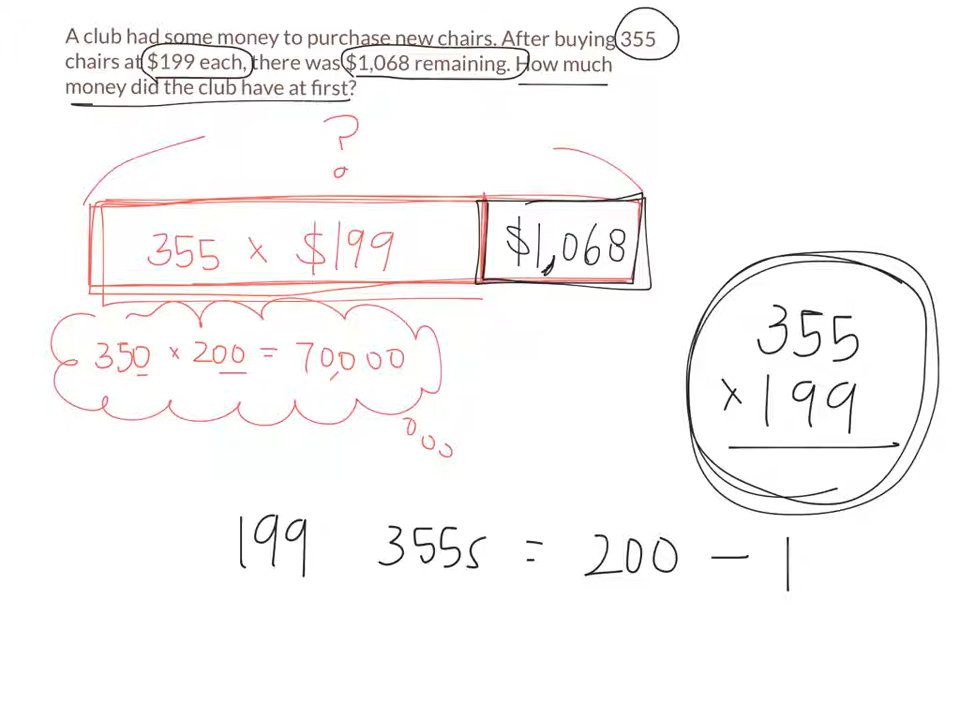 A club had some money to purchase new chairs. After buying 355
chairs at $199 each, there was $1,068 remaining. How much
money did the club have at first?
?
355 × $199 $1,068
350 × 200 = 70,000
355
× 199
199 355s = 200 − 1